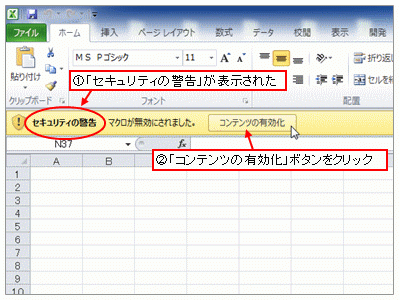 ファイル ホーム 挿入 ページ レイアウト 数式 データ 校閲 表示 開発
ＭＳ Ｐゴシック 11 A A
貼り付け B I U A 折り返し
セルを
クリップボード フォント 配置
①「セキュリティの警告」が表示された
セキュリティの警告 マクロが無効にされました。 コンテンツの有効化
N37 fx
②「コンテンツの有効化」ボタンをクリック
A B
1
2
3
4
5
6
7
8
9
10